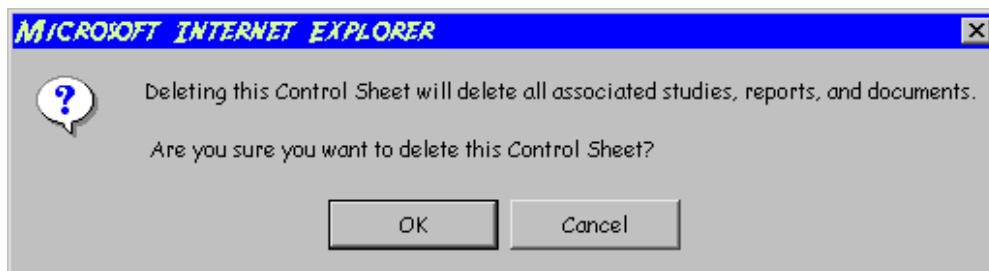 Microsoft Internet Explorer
Deleting this Control Sheet will delete all associated studies, reports, and documents.
Are you sure you want to delete this Control Sheet?
OK
Cancel